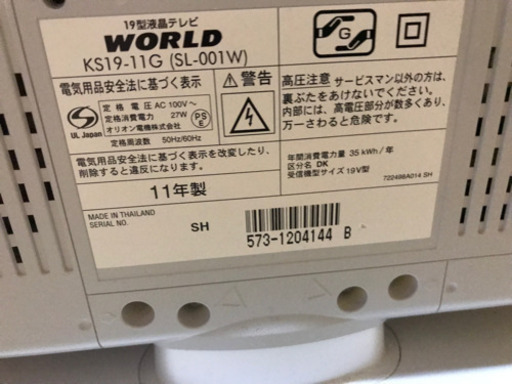 19型液晶テレビ
WORLD
KS19-11G (SL-001W)
電気用品安全法に基づく表示
定格電圧 AC 100V~
定格消費電力 27W
オリオン電機株式会社
定格周波数 50Hz/60Hz
UL Japan
PS
E
電気用品安全法に基づく表示を改変したり、
削除すると違反になります。
11年製
MADE IN THAILAND
SERIAL NO.
SH
警告
G
高圧注意 サービスマン以外の方は、
裏ぶたをあけないでください。
内部には、高電圧部分が数多く、
万一さわると危険です。
年間消費電力量 35 kWh/年
区分名 DK
受信機型サイズ 19V型
722488A014 SH
573-1204144 B